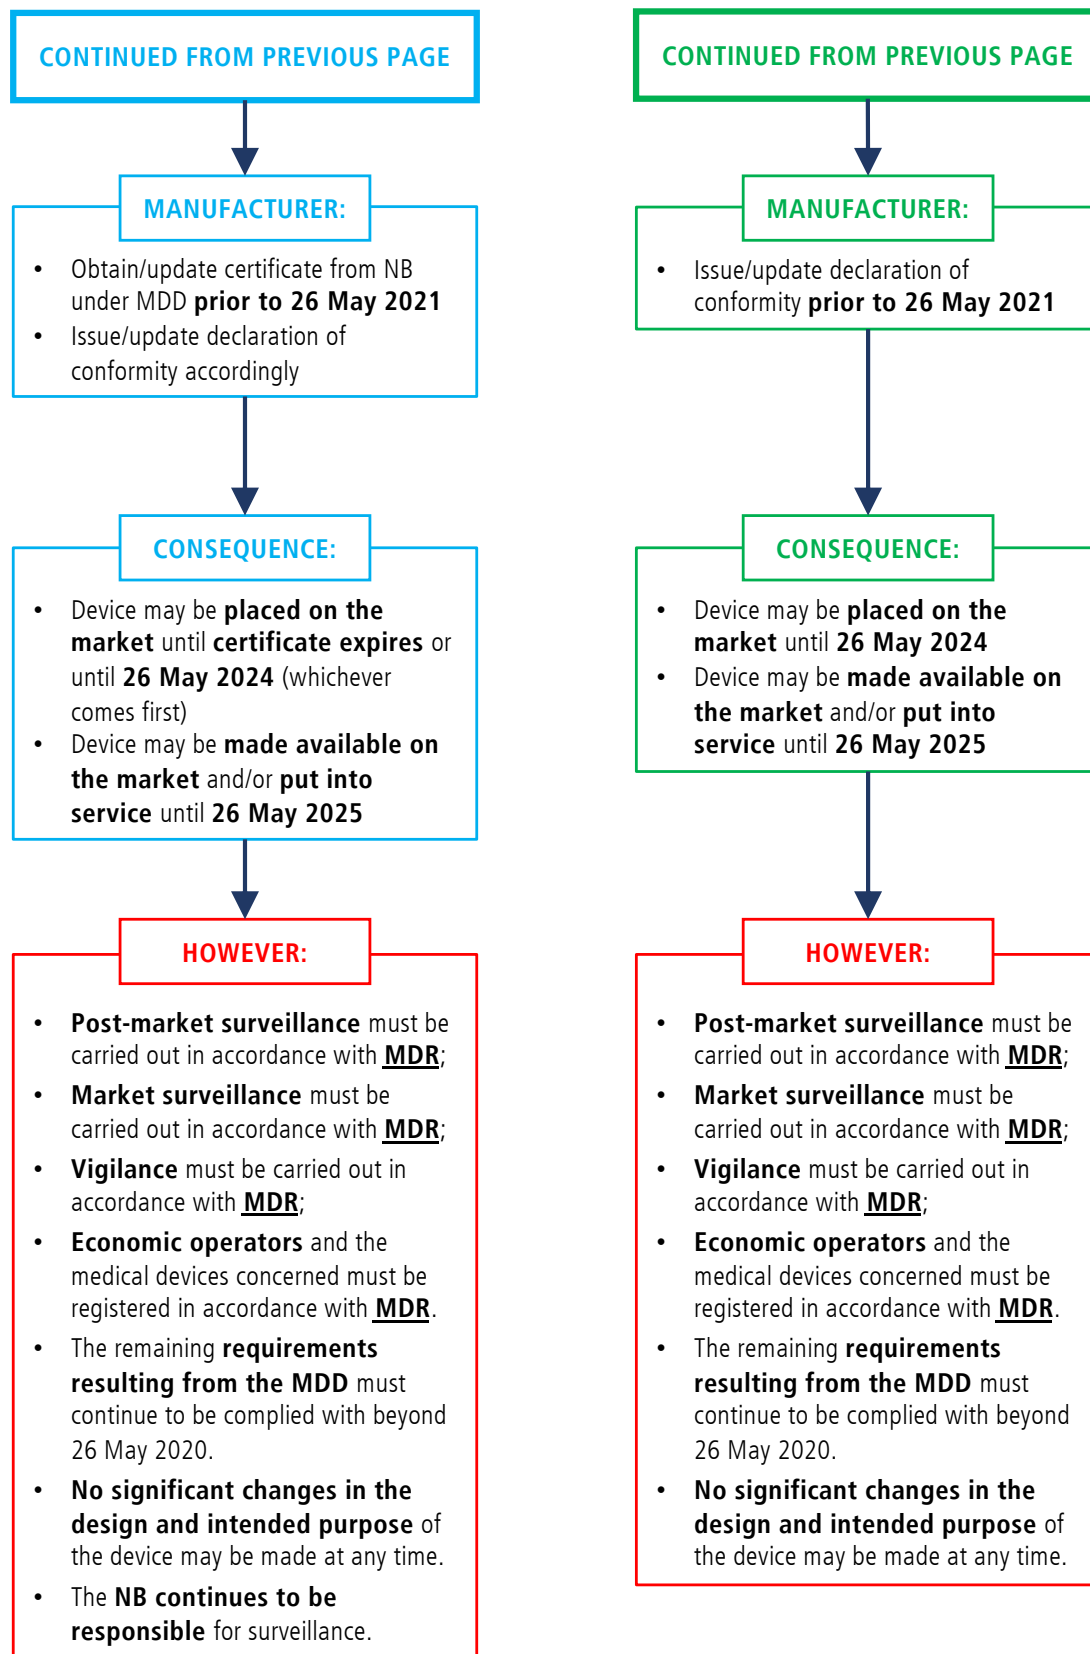 CONTINUED FROM PREVIOUS PAGE
MANUFACTURER:
• Obtain/update certificate from NB
under MDD prior to 26 May 2021
• Issue/update declaration of
conformity accordingly
CONSEQUENCE:
• Device may be placed on the
market until certificate expires or
until 26 May 2024 (whichever
comes first)
• Device may be made available on
the market and/or put into
service until 26 May 2025
HOWEVER:
• Post-market surveillance must be
carried out in accordance with MDR;
• Market surveillance must be
carried out in accordance with MDR;
• Vigilance must be carried out in
accordance with MDR;
• Economic operators and the
medical devices concerned must be
registered in accordance with MDR.
• The remaining requirements
resulting from the MDD must
continue to be complied with beyond
26 May 2020.
• No significant changes in the
design and intended purpose of
the device may be made at any time.
• The NB continues to be
responsible for surveillance.
CONTINUED FROM PREVIOUS PAGE
MANUFACTURER:
• Issue/update declaration of
conformity prior to 26 May 2021
CONSEQUENCE:
• Device may be placed on the
market until 26 May 2024
• Device may be made available on
the market and/or put into
service until 26 May 2025
HOWEVER:
• Post-market surveillance must be
carried out in accordance with MDR;
• Market surveillance must be
carried out in accordance with MDR;
• Vigilance must be carried out in
accordance with MDR;
• Economic operators and the
medical devices concerned must be
registered in accordance with MDR.
• The remaining requirements
resulting from the MDD must
continue to be complied with beyond
26 May 2020.
• No significant changes in the
design and intended purpose of
the device may be made at any time.